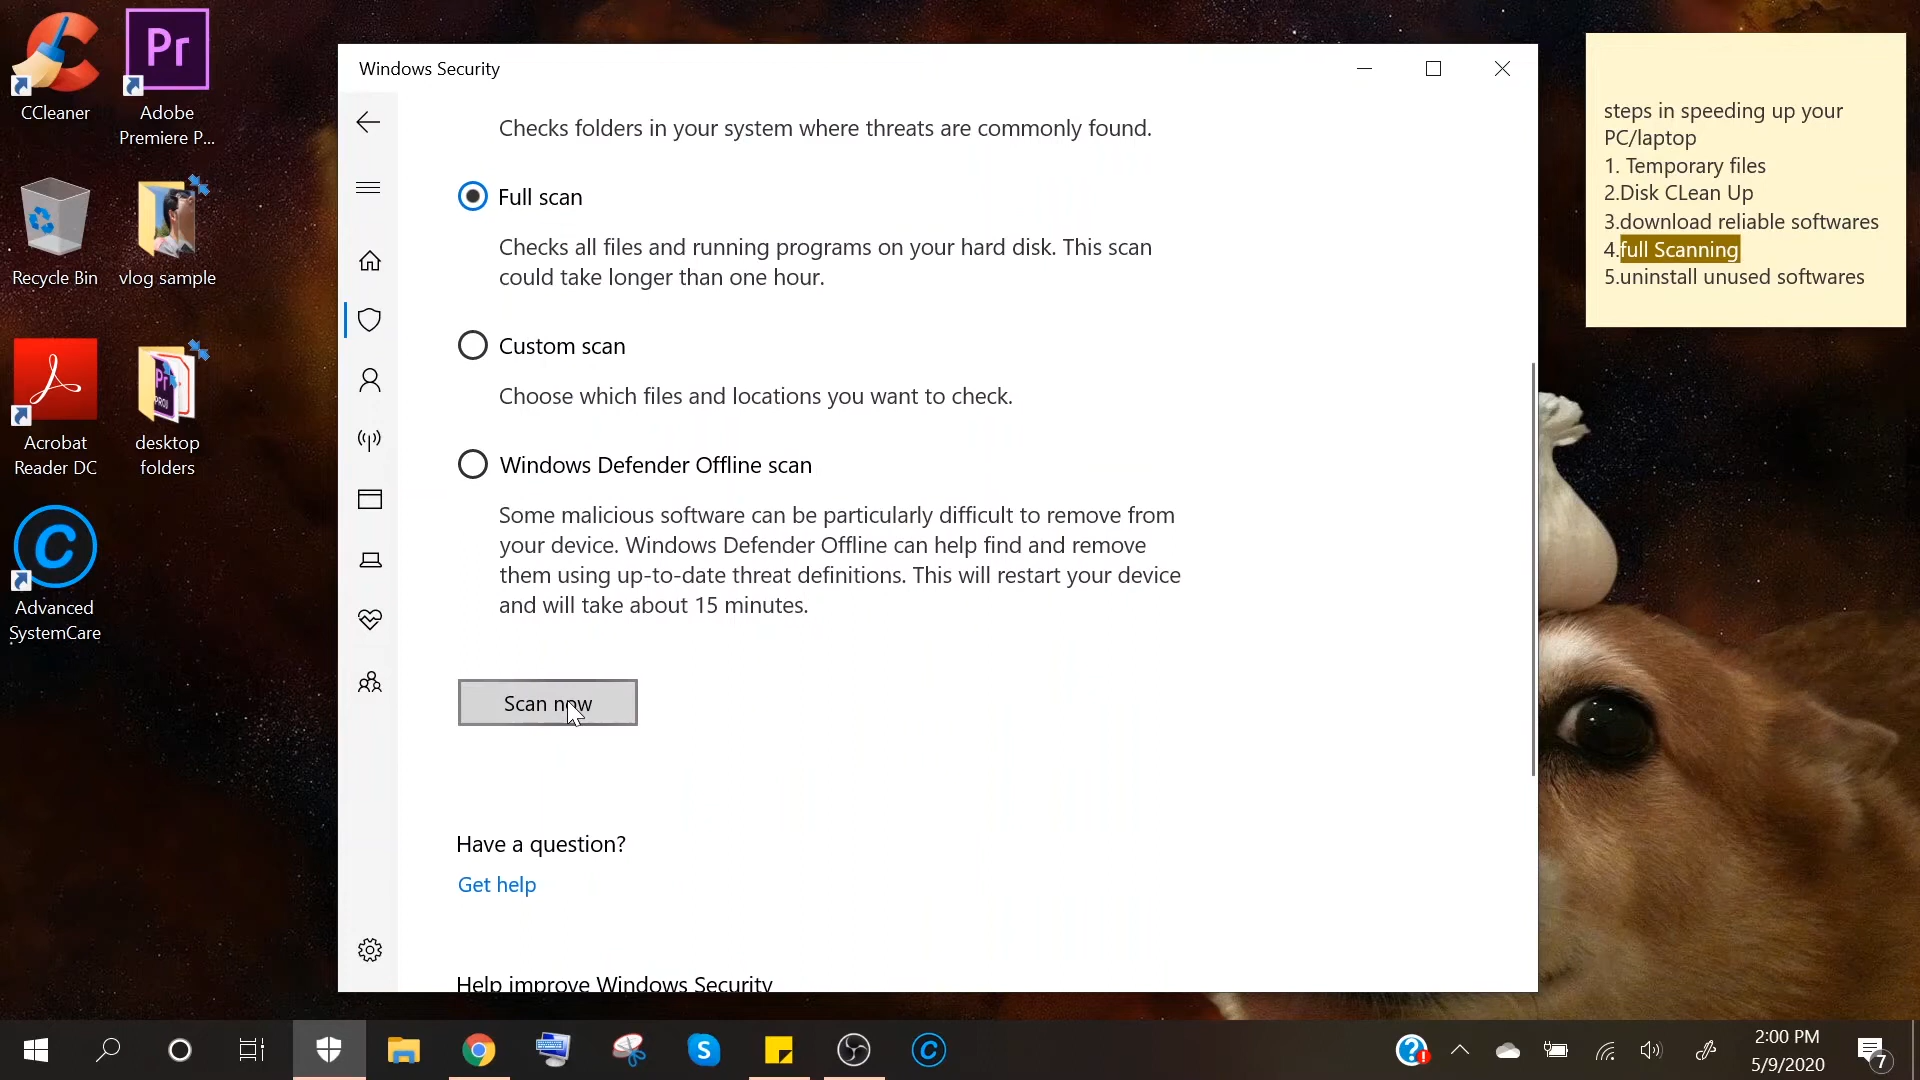 Pr
CCleaner
Adobe
Premiere P...
Recycle Bin
vlog sample
Pr
PROJ
Acrobat
Reader DC
desktop
folders
Advanced
SystemCare
Windows Security
Checks folders in your system where threats are commonly found.
Full scan
Checks all files and running programs on your hard disk. This scan
could take longer than one hour.
Custom scan
Choose which files and locations you want to check.
Windows Defender Offline scan
Some malicious software can be particularly difficult to remove from
your device. Windows Defender Offline can help find and remove
them using up-to-date threat definitions. This will restart your device
and will take about 15 minutes.
Scan now
Have a question?
Get help
Help improve Windows Security
steps in speeding up your
PC/laptop
1. Temporary files
2.Disk CLean Up
3.download reliable softwares
4.full Scanning
5.uninstall unused softwares
2:00 PM
5/9/2020
7